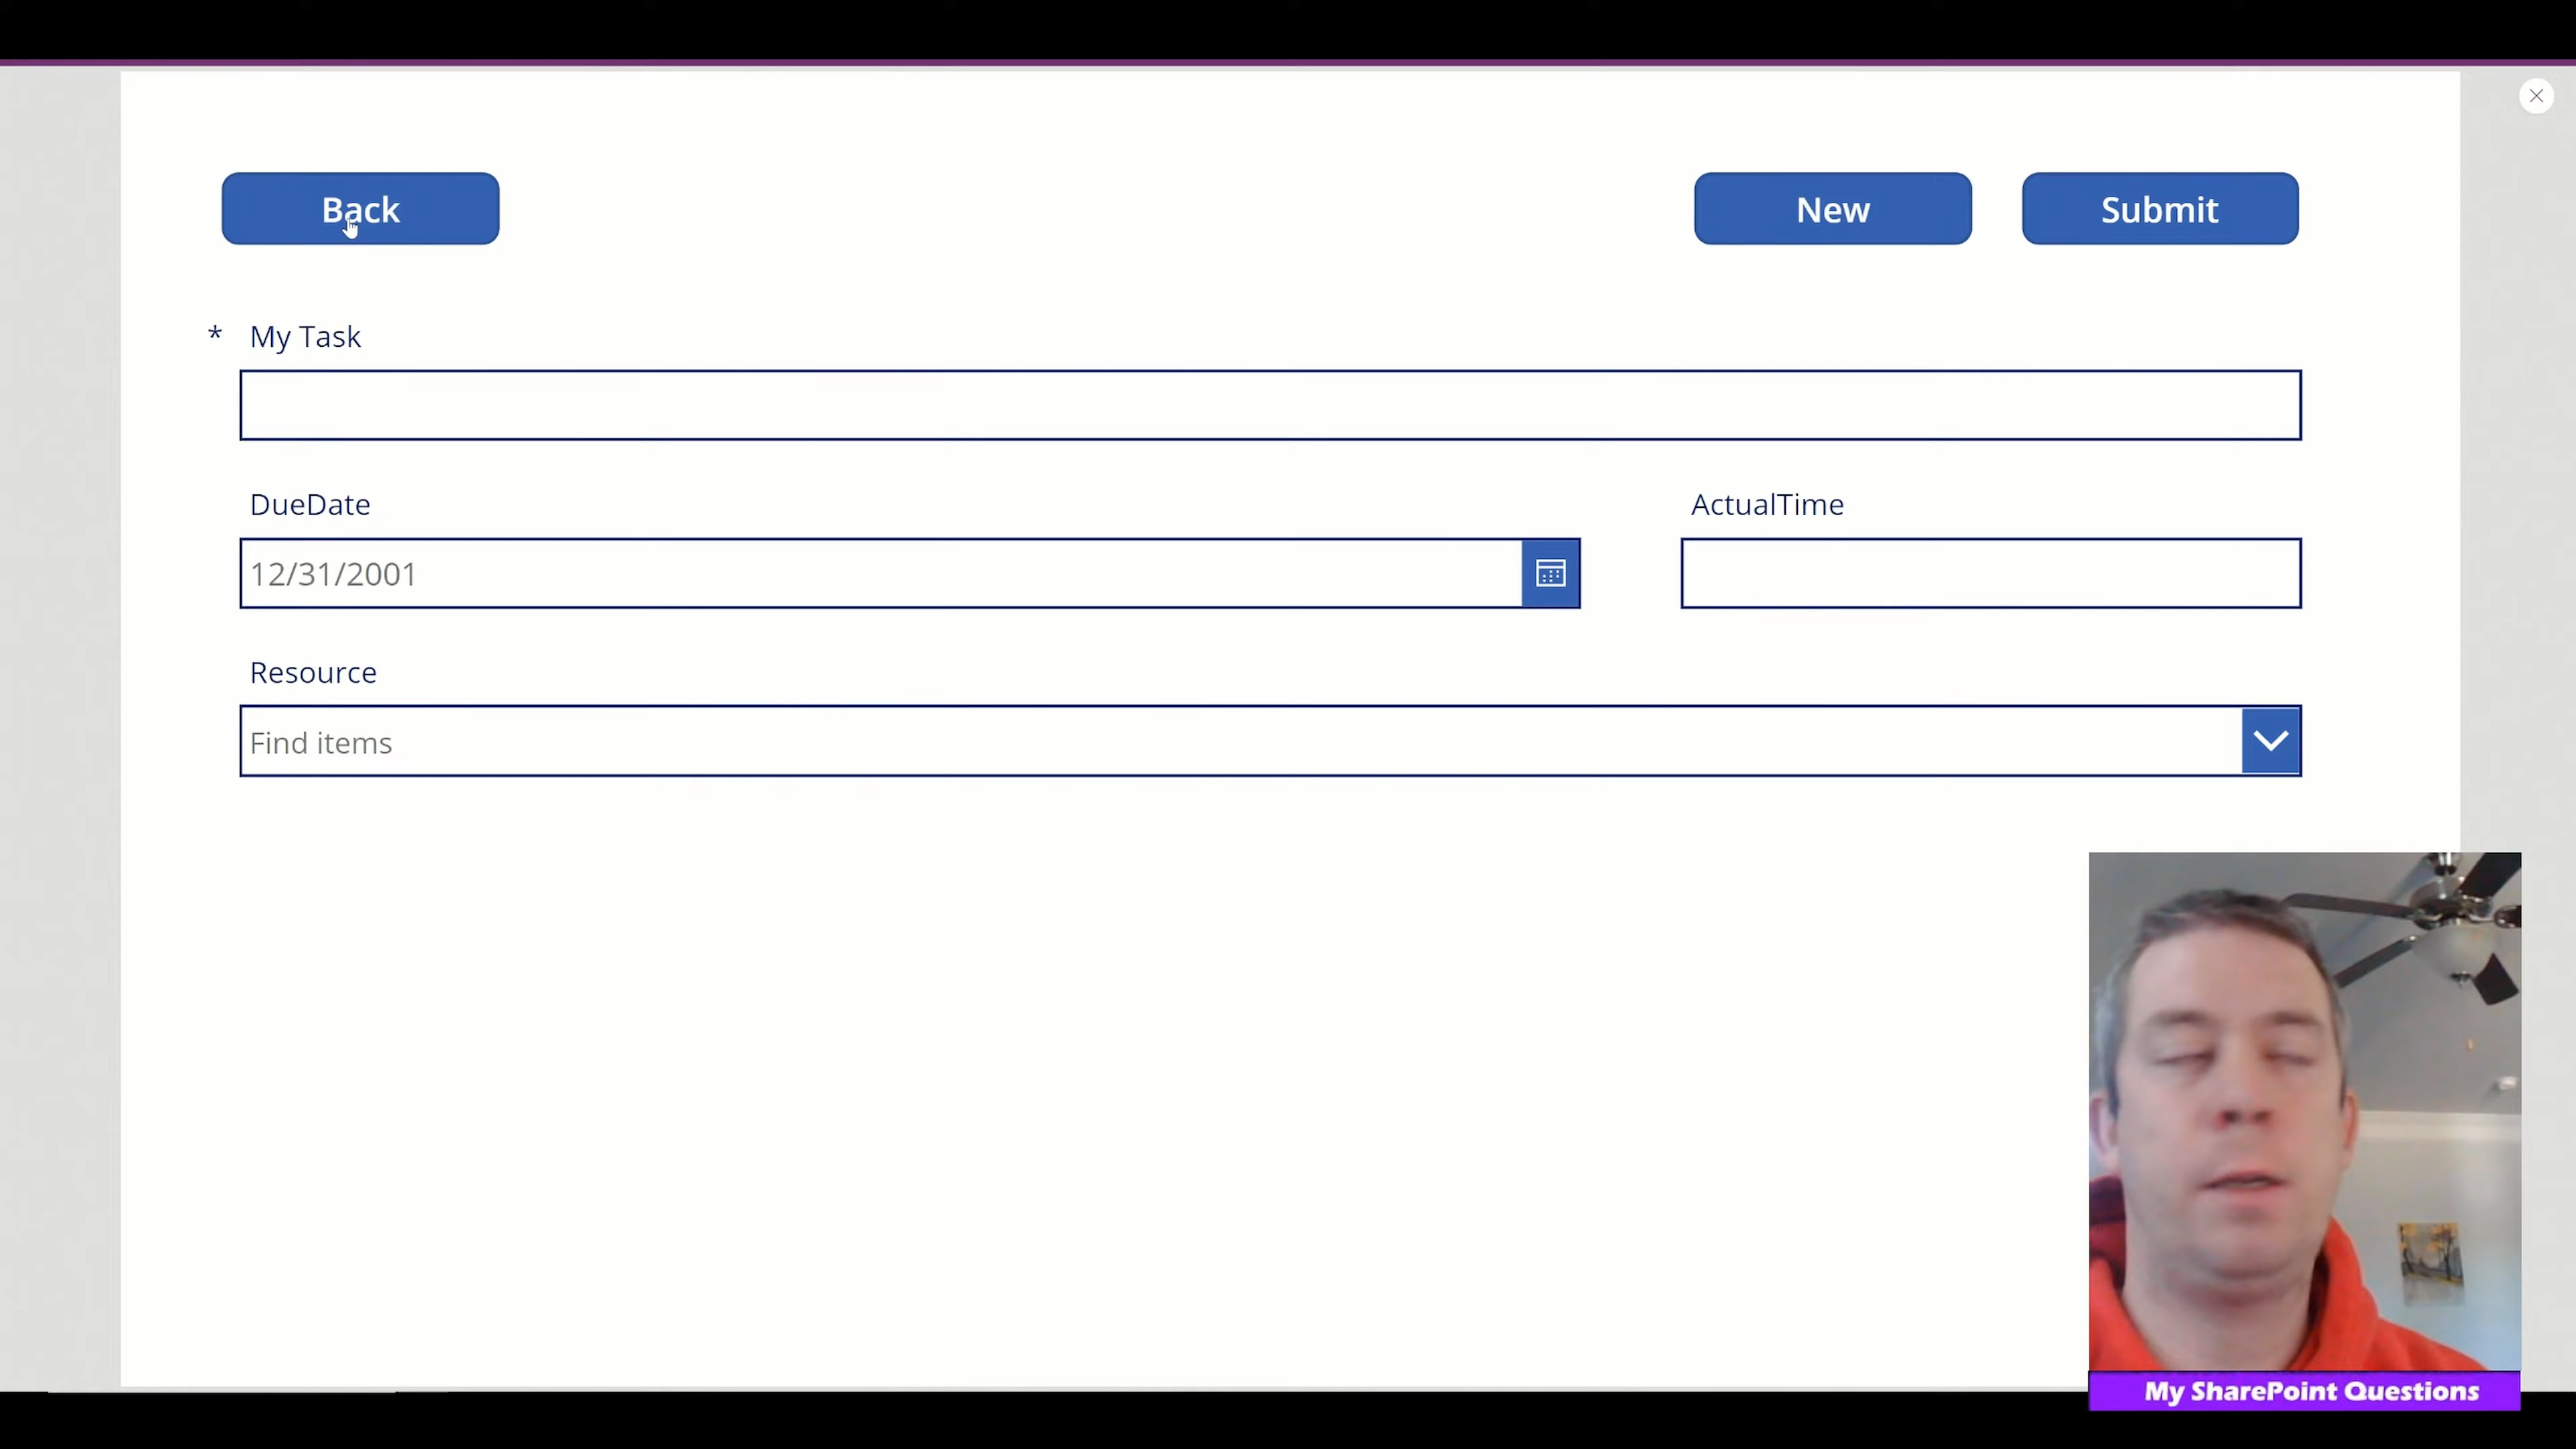 Back
New
Submit
* My Task
DueDate
ActualTime
12/31/2001
Resource
Find items
My SharePoint Questions